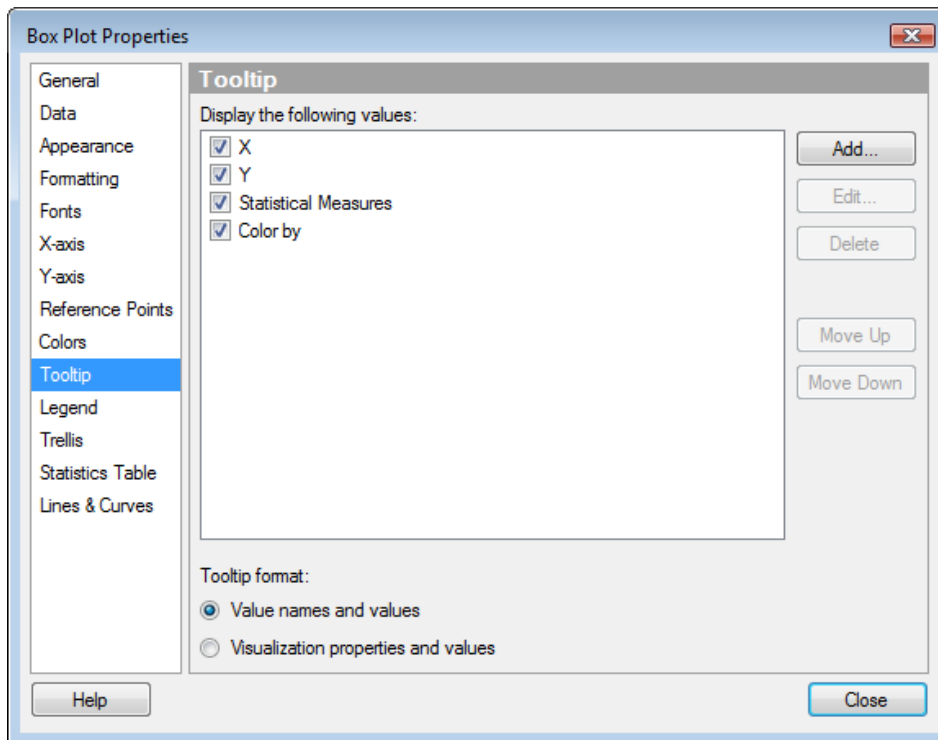 Box Plot Properties
General
Data
Appearance
Formatting
Fonts
X-axis
Y-axis
Reference Points
Colors
Tooltip
Legend
Trellis
Statistics Table
Lines & Curves
Tooltip
Display the following values:
X
Y
Statistical Measures
Color by
Add...
Edit...
Delete
Move Up
Move Down
Tooltip format:
Value names and values
Visualization properties and values
Help
Close